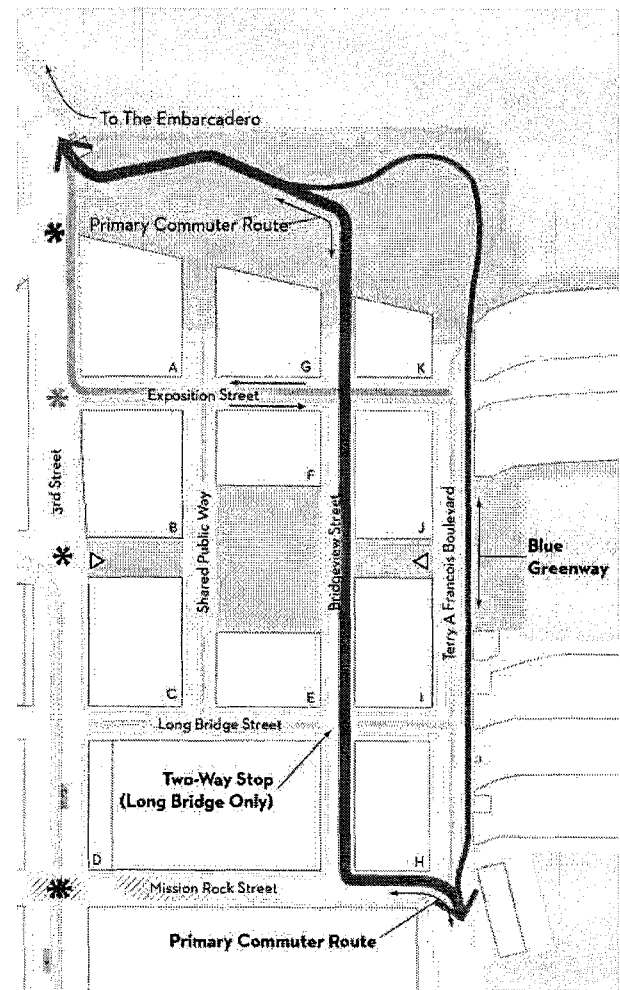 To The Embarcadero
Primary Commuter Route
A
G
K
Exposition Street
F
3rd Street
Shared Public Way
Bridgeview Street
Terry A Francois Boulevard
B
J
Blue
Greenway
C
E
I
Long Bridge Street
Two-Way Stop
(Long Bridge Only)
D
H
Mission Rock Street
Primary Commuter Route